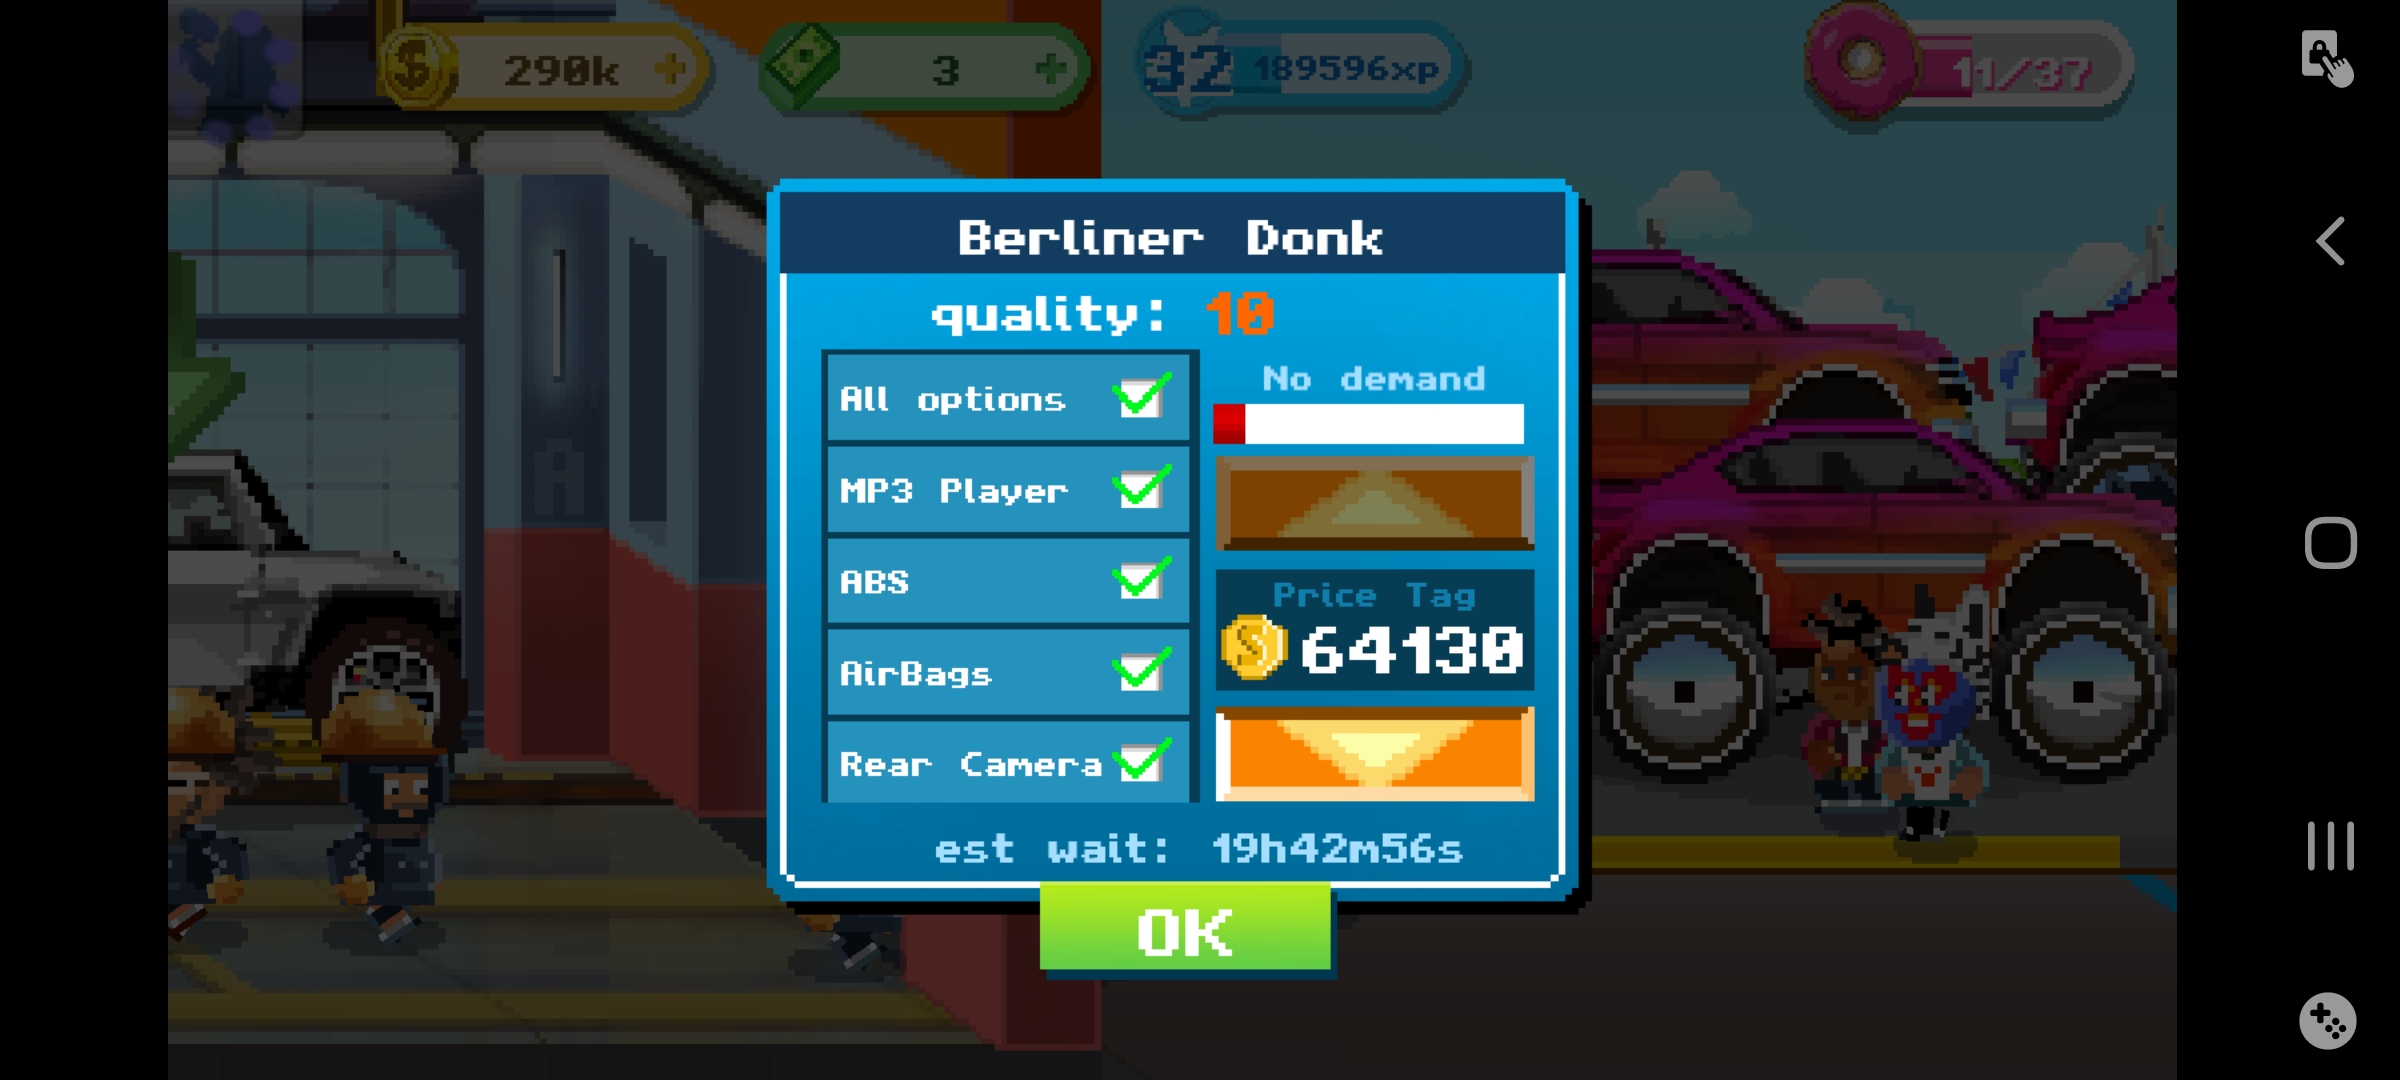 290k
3
32
189596xp
11/37
Berliner Donk
quality: 10
All options
MP3 Player
ABS
AirBags
Rear Camera
No demand
Price Tag
64130
est wait: 19h42m56s
OK
A